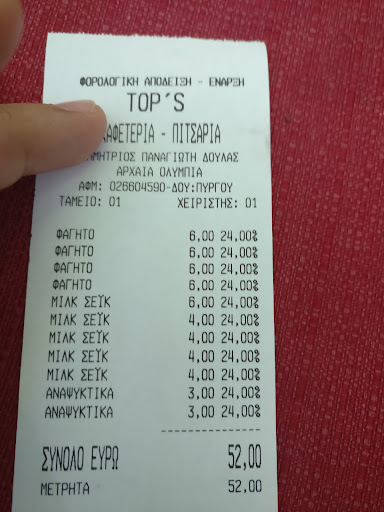 ΦΟΡΟΛΟΓΙΚΗ ΑΠΟΔΕΙΞΗ - ΕΝΑΡΞΗ
TOP'S
ΑΦΕΤΕΡΙΑ - ΠΙΤΣΑΡΙΑ
ΜΗΤΡΙΟΣ ΠΑΝΑΓΙΩΤΗ ΔΟΥΛΑΣ
ΑΡΧΑΙΑ ΟΛΥΜΠΙΑ
ΑΦΜ: 026604590-ΔΟΥ:ΠΥΡΓΟΥ
ΤΑΜΕΙΟ: 01 ΧΕΙΡΙΣΤΗΣ: 01
ΦΑΓΗΤΟ 6,00 24,00%
ΦΑΓΗΤΟ 6,00 24,00%
ΦΑΓΗΤΟ 6,00 24,00%
ΦΑΓΗΤΟ 6,00 24,00%
ΜΙΛΚ ΣΕΪΚ 6,00 24,00%
ΜΙΛΚ ΣΕΪΚ 4,00 24,00%
ΜΙΛΚ ΣΕΪΚ 4,00 24,00%
ΜΙΛΚ ΣΕΪΚ 4,00 24,00%
ΜΙΛΚ ΣΕΪΚ 4,00 24,00%
ΑΝΑΨΥΚΤΙΚΑ 3,00 24,00%
ΑΝΑΨΥΚΤΙΚΑ 3,00 24,00%
--------------
ΣΥΝΟΛΟ ΕΥΡΩ 52,00
ΜΕΤΡΗΤΑ 52,00